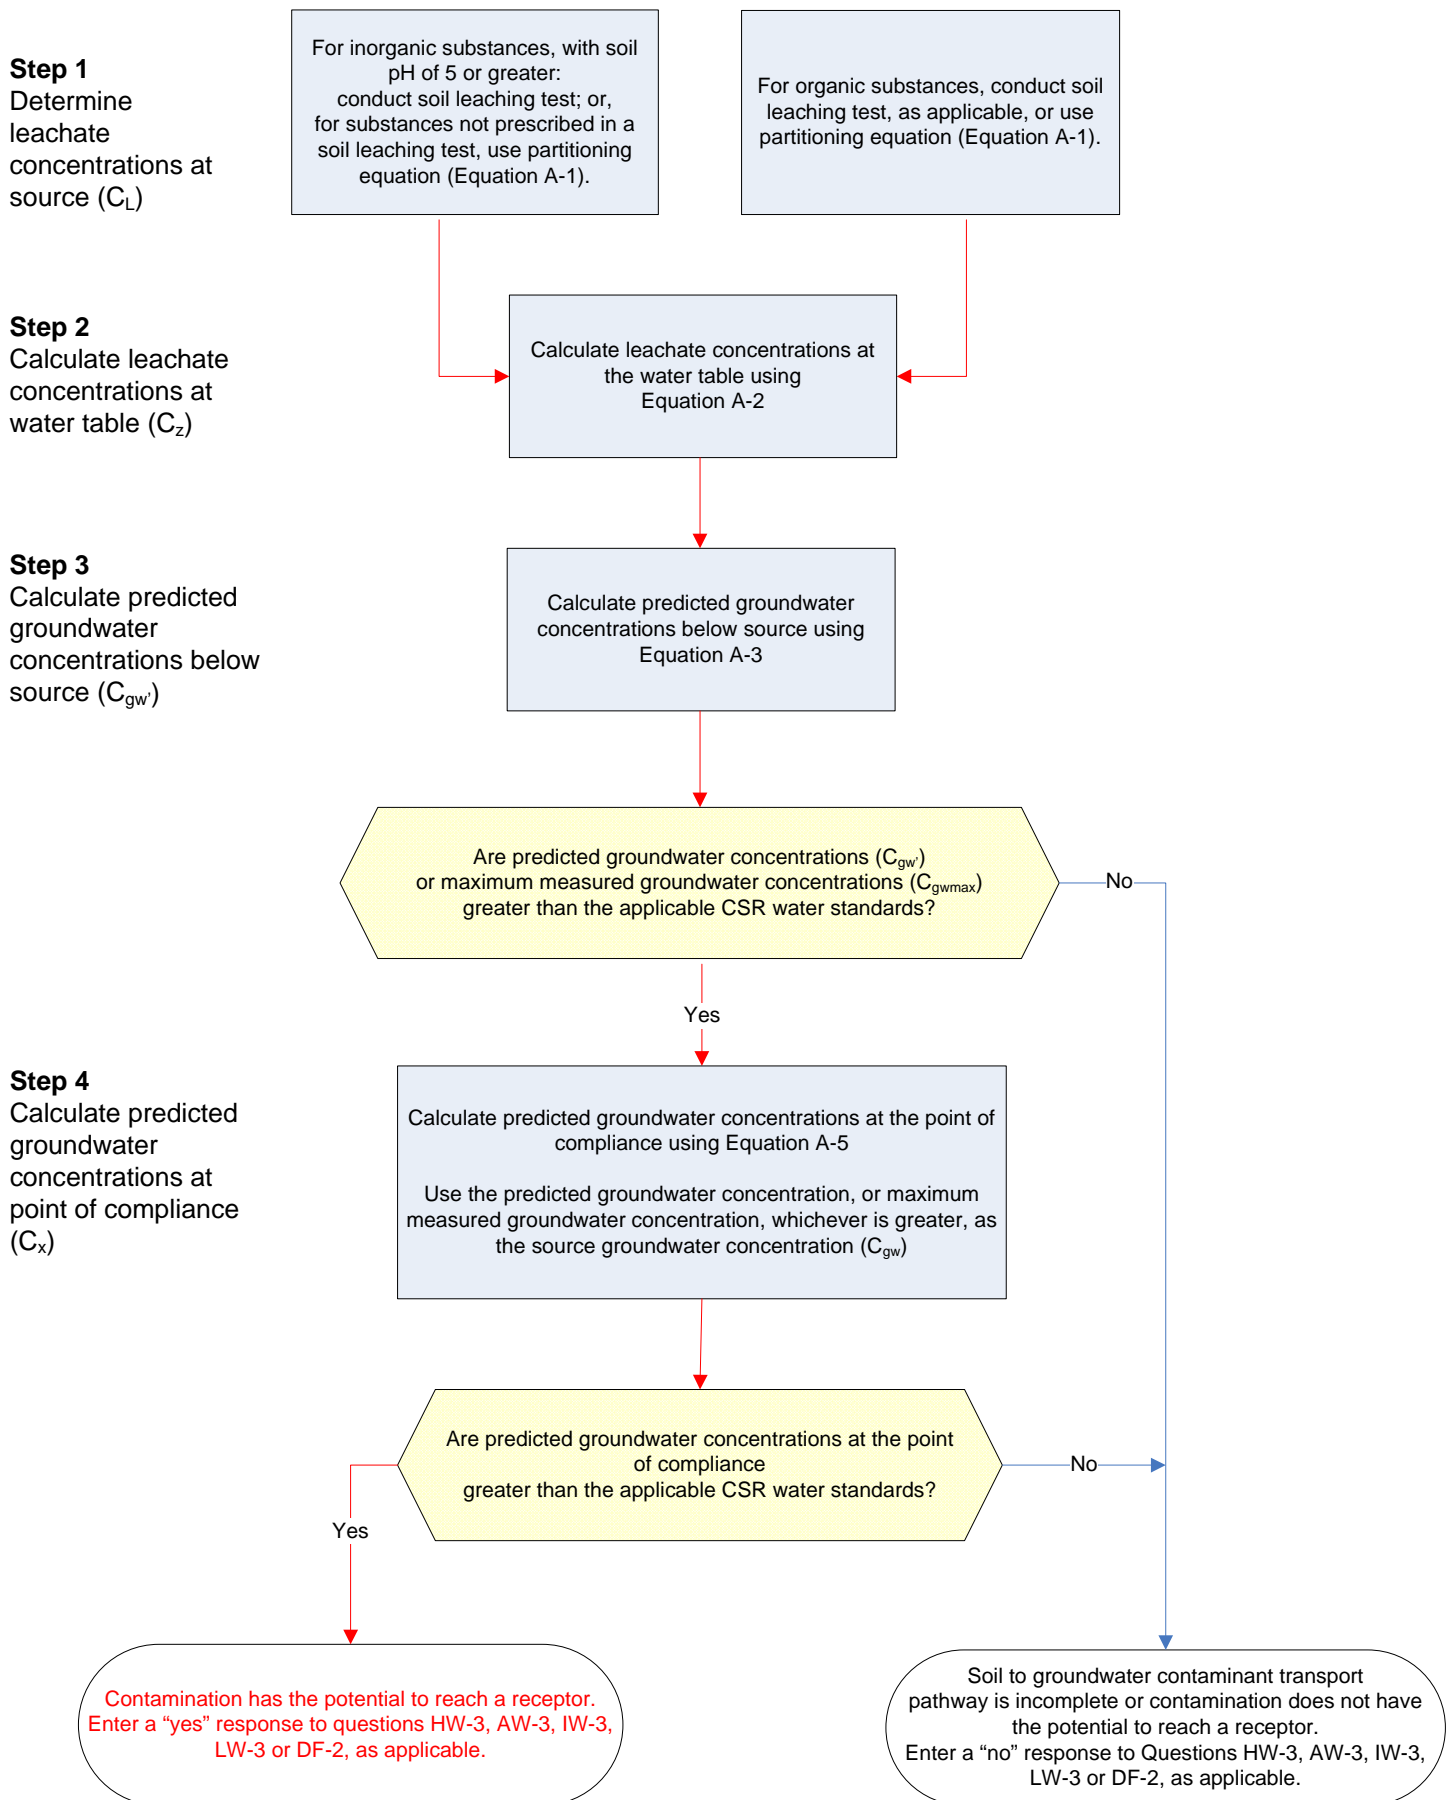 Step 1
Determine
leachate
concentrations at
source (CL)
For inorganic substances, with soil
pH of 5 or greater:
conduct soil leaching test; or,
for substances not prescribed in a
soil leaching test, use partitioning
equation (Equation A-1).
For organic substances, conduct soil
leaching test, as applicable, or use
partitioning equation (Equation A-1).
Step 2
Calculate leachate
concentrations at
water table (Cz)
Calculate leachate concentrations at
the water table using
Equation A-2
Step 3
Calculate predicted
groundwater
concentrations below
source (Cgw')
Calculate predicted groundwater
concentrations below source using
Equation A-3
Are predicted groundwater concentrations (Cgw')
or maximum measured groundwater concentrations (Cgwmax)
greater than the applicable CSR water standards?
No
Yes
Step 4
Calculate predicted
groundwater
concentrations at
point of compliance
(Cx)
Calculate predicted groundwater concentrations at the point of
compliance using Equation A-5
Use the predicted groundwater concentration, or maximum
measured groundwater concentration, whichever is greater, as
the source groundwater concentration (Cgw)
Are predicted groundwater concentrations at the point
of compliance
greater than the applicable CSR water standards?
No
Yes
Contamination has the potential to reach a receptor.
Enter a “yes” response to questions HW-3, AW-3, IW-3,
LW-3 or DF-2, as applicable.
Soil to groundwater contaminant transport
pathway is incomplete or contamination does not have
the potential to reach a receptor.
Enter a “no” response to Questions HW-3, AW-3, IW-3,
LW-3 or DF-2, as applicable.